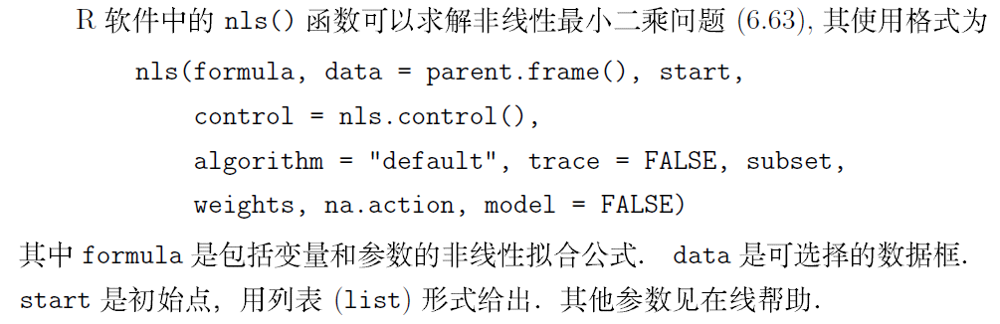 R 软件中的 nls() 函数可以求解非线性最小二乘问题 (6.63), 其使用格式为
nls(formula, data = parent.frame(), start,
control = nls.control(),
algorithm = "default", trace = FALSE, subset,
weights, na.action, model = FALSE)
其中 formula 是包括变量和参数的非线性拟合公式. data 是可选择的数据框.
start 是初始点, 用列表 (list) 形式给出. 其他参数见在线帮助.